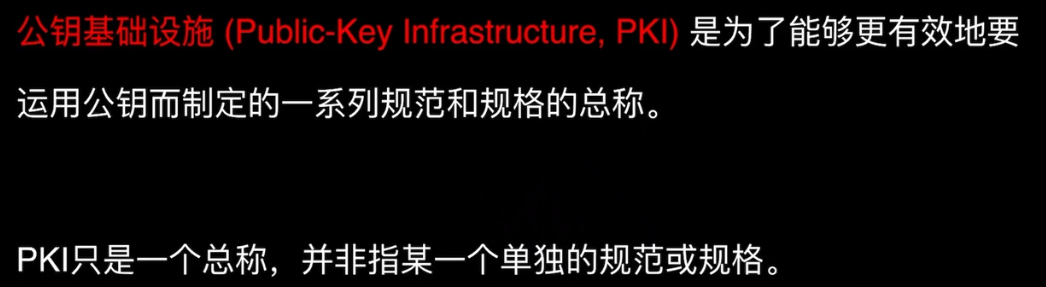 公钥基础设施 (Public-Key Infrastructure, PKI) 是为了能够更有效地要
运用公钥而制定的一系列规范和规格的总称。
PKI只是一个总称，并非指某一个单独的规范或规格。